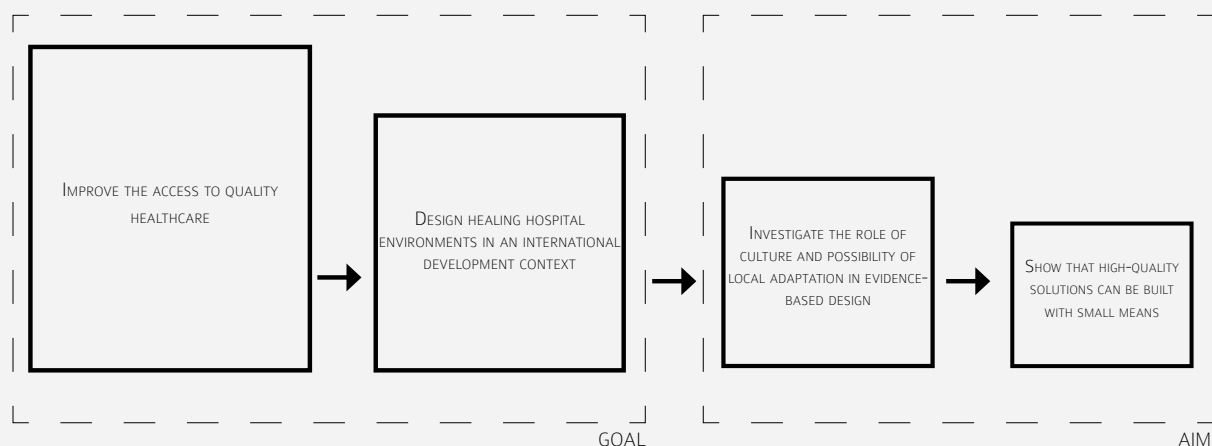 Improve the access to quality
healthcare
Design healing hospital
environments in an international
development context
Investigate the role of
culture and possibility of
local adaptation in evidence-
based design
Show that high-quality
solutions can be built
with small means
GOAL
AIM